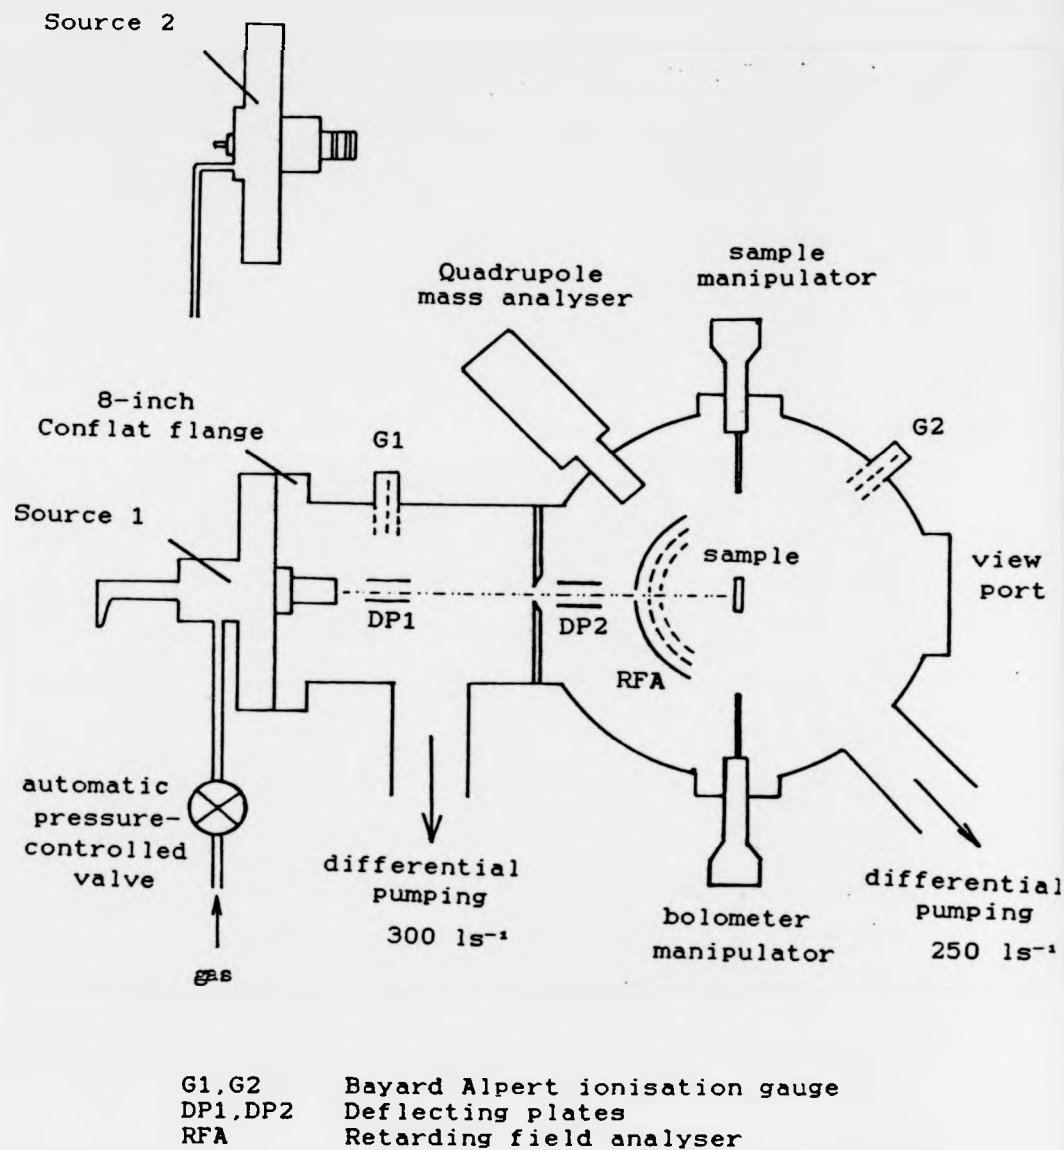 Source 2
sample
manipulator
Quadrupole
mass analyser
8-inch
Conflat flange
G1
G2
Source 1
sample
view
port
DP1
DP2
RFA
automatic
pressure-
controlled
valve
differential
pumping
300 ls⁻¹
bolometer
manipulator
differential
pumping
250 ls⁻¹
gas
G1,G2 Bayard Alpert ionisation gauge
DP1,DP2 Deflecting plates
RFA Retarding field analyser